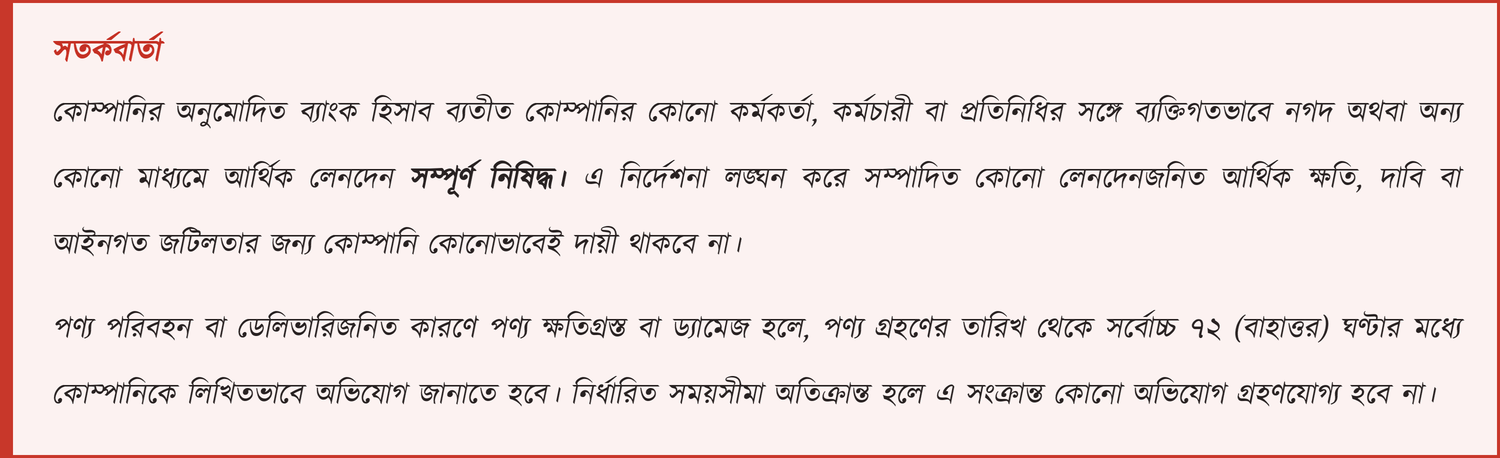 সতর্কবার্তা
কোম্পানির অনুমোদিত ব্যাংক হিসাব ব্যতীত কোম্পানির কোনো কর্মকর্তা, কর্মচারী বা প্রতিনিধির সঙ্গে ব্যক্তিগতভাবে নগদ অথবা অন্য
কোনো মাধ্যমে আর্থিক লেনদেন সম্পূর্ণ নিষিদ্ধ। এ নির্দেশনা লঙ্ঘন করে সম্পাদিত কোনো লেনদেনজনিত আর্থিক ক্ষতি, দাবি বা
আইনগত জটিলতার জন্য কোম্পানি কোনোভাবেই দায়ী থাকবে না।
পণ্য পরিবহন বা ডেলিভারিজনিত কারণে পণ্য ক্ষতিগ্রস্ত বা ড্যামেজ হলে, পণ্য গ্রহণের তারিখ থেকে সর্বোচ্চ ৭২ (বাহাত্তর) ঘণ্টার মধ্যে
কোম্পানিকে লিখিতভাবে অভিযোগ জানাতে হবে। নির্ধারিত সময়সীমা অতিক্রান্ত হলে এ সংক্রান্ত কোনো অভিযোগ গ্রহণযোগ্য হবে না।